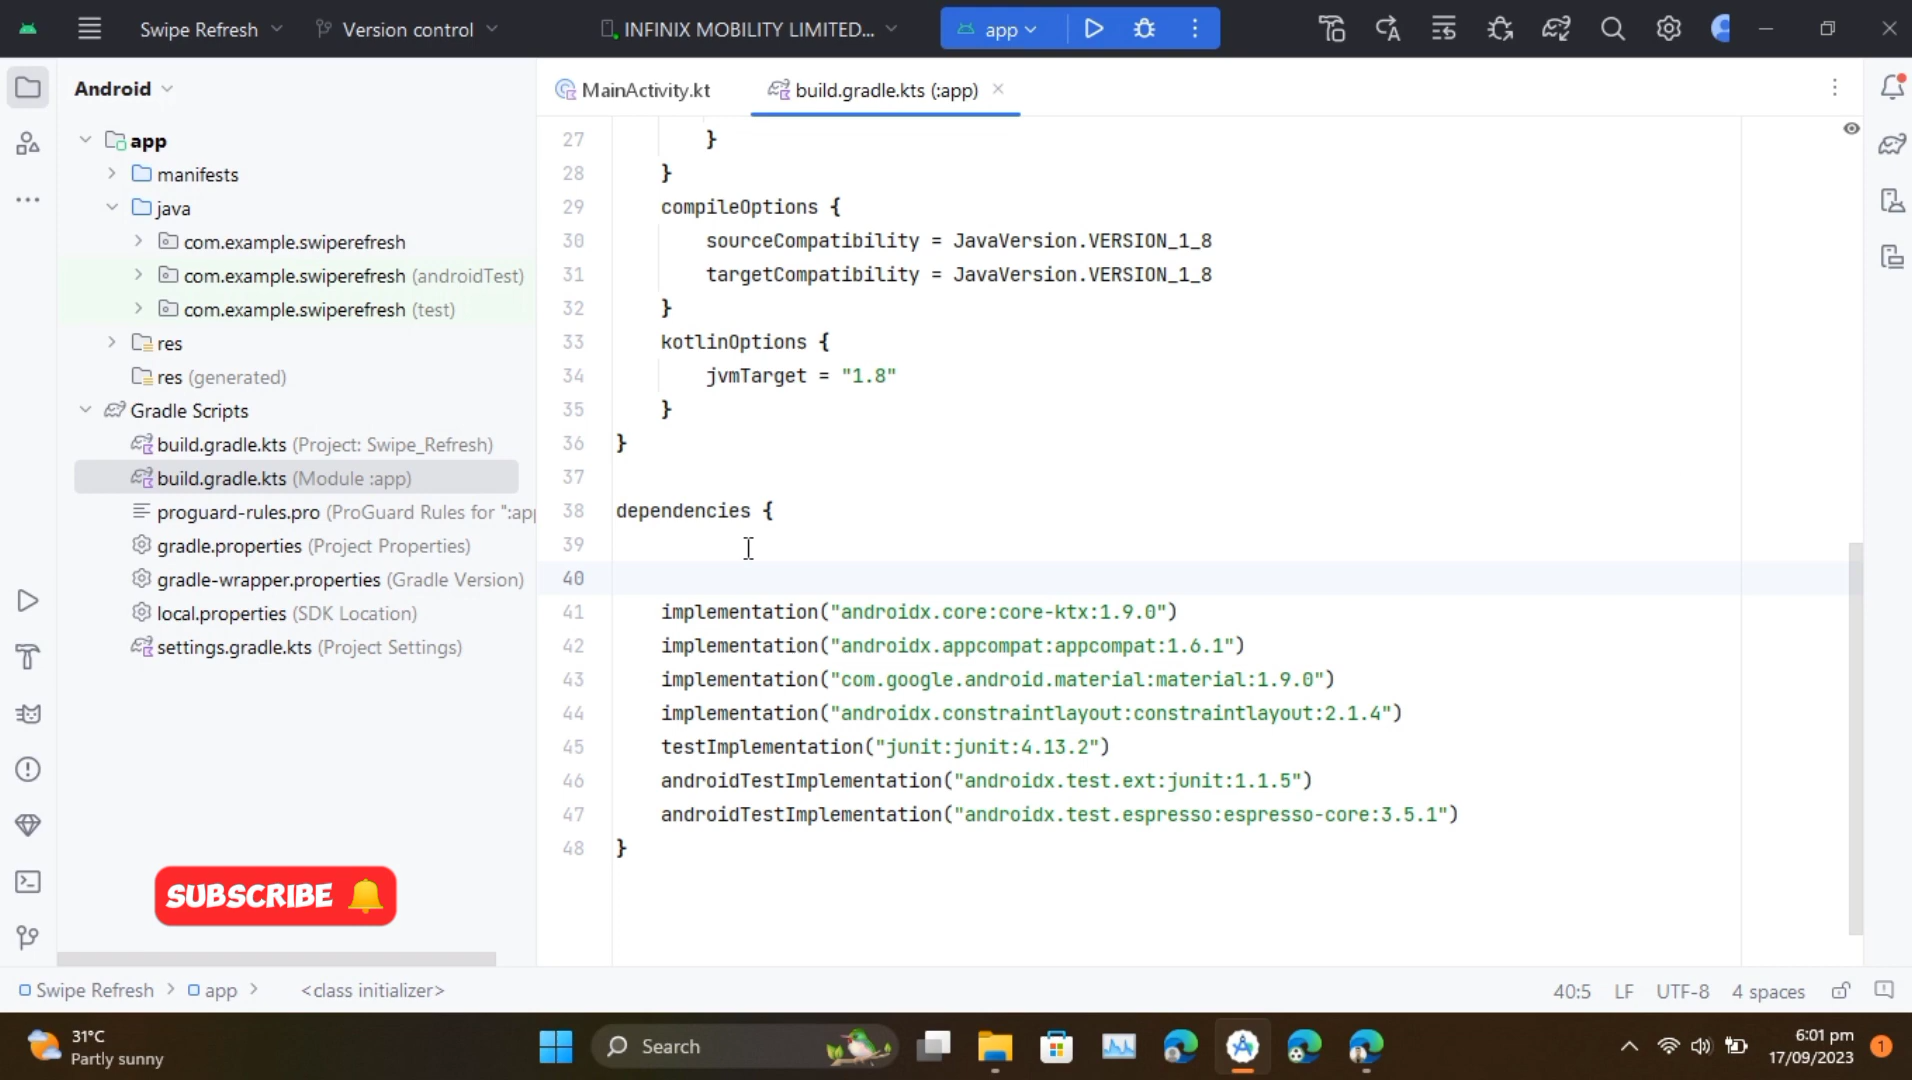 Swipe Refresh
Version control
INFINIX MOBILITY LIMITED...
app
Android
MainActivity.kt
build.gradle.kts (:app)
app
manifests
java
com.example.swiperefresh
com.example.swiperefresh (androidTest)
com.example.swiperefresh (test)
res
res (generated)
Gradle Scripts
build.gradle.kts (Project: Swipe_Refresh)
build.gradle.kts (Module :app)
proguard-rules.pro (ProGuard Rules for ":app
gradle.properties (Project Properties)
gradle-wrapper.properties (Gradle Version)
local.properties (SDK Location)
settings.gradle.kts (Project Settings)
SUBSCRIBE
27 }
28 }
29 compileOptions {
30 sourceCompatibility = JavaVersion.VERSION_1_8
31 targetCompatibility = JavaVersion.VERSION_1_8
32 }
33 kotlinOptions {
34 jvmTarget = "1.8"
35 }
36 }
37
38 dependencies {
39
40
41 implementation("androidx.core:core-ktx:1.9.0")
42 implementation("androidx.appcompat:appcompat:1.6.1")
43 implementation("com.google.android.material:material:1.9.0")
44 implementation("androidx.constraintlayout:constraintlayout:2.1.4")
45 testImplementation("junit:junit:4.13.2")
46 androidTestImplementation("androidx.test.ext:junit:1.1.5")
47 androidTestImplementation("androidx.test.espresso:espresso-core:3.5.1")
48 }
Swipe Refresh > app > <class initializer>
40:5 LF UTF-8 4 spaces
31°C
Partly sunny
Search
6:01 pm
17/09/2023
1